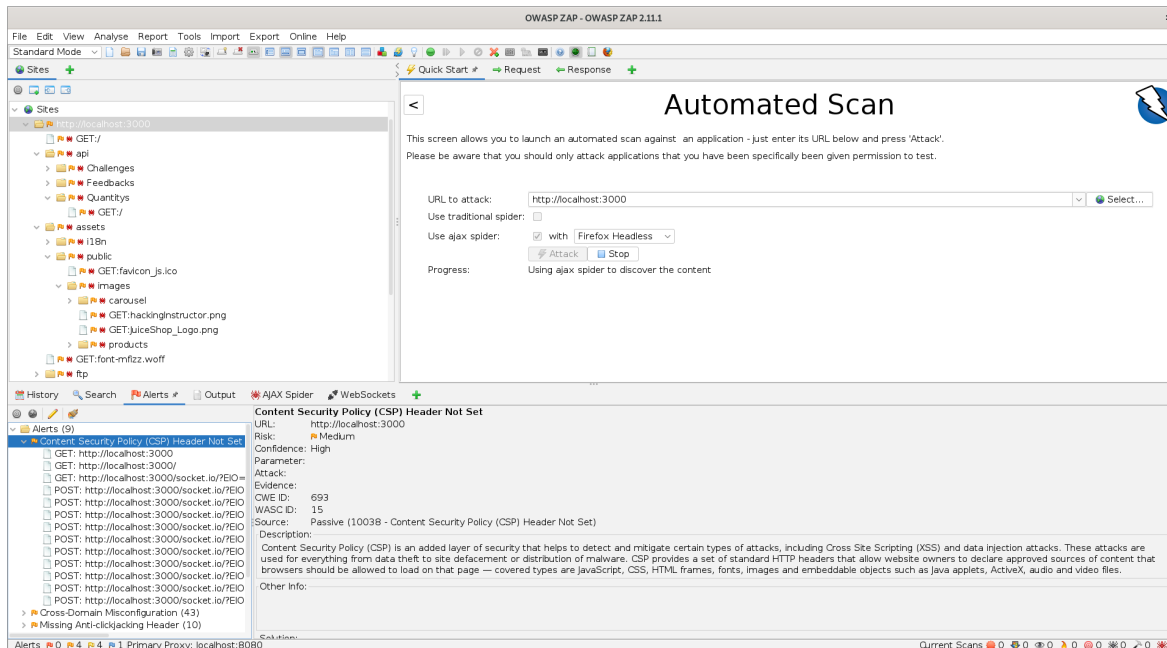 OWASP ZAP - OWASP ZAP 2.11.1
File Edit View Analyse Report Tools Import Export Online Help
Standard Mode
Sites
Quick Start Request Response
Sites
http://localhost:3000
GET:/
api
Challenges
Feedbacks
Quantitys
GET:/
assets
i18n
public
GET:favicon_js.ico
images
carousel
GET:hackingInstructor.png
GET:JuiceShop_Logo.png
products
GET:font-mfizz.woff
ftp
<
Automated Scan
This screen allows you to launch an automated scan against an application - just enter its URL below and press 'Attack'.
Please be aware that you should only attack applications that you have been specifically been given permission to test.
URL to attack: http://localhost:3000 Select...
Use traditional spider:
Use ajax spider: with Firefox Headless
Attack Stop
Progress: Using ajax spider to discover the content
History Search Alerts Output AJAX Spider WebSockets
Alerts (9)
Content Security Policy (CSP) Header Not Set
GET: http://localhost:3000
GET: http://localhost:3000/
GET: http://localhost:3000/socket.io/?EIO=
POST: http://localhost:3000/socket.io/?EIO
POST: http://localhost:3000/socket.io/?EIO
POST: http://localhost:3000/socket.io/?EIO
POST: http://localhost:3000/socket.io/?EIO
POST: http://localhost:3000/socket.io/?EIO
POST: http://localhost:3000/socket.io/?EIO
POST: http://localhost:3000/socket.io/?EIO
POST: http://localhost:3000/socket.io/?EIO
POST: http://localhost:3000/socket.io/?EIO
POST: http://localhost:3000/socket.io/?EIO
Cross-Domain Misconfiguration (43)
Missing Anti-clickjacking Header (10)
Content Security Policy (CSP) Header Not Set
URL: http://localhost:3000
Risk: Medium
Confidence: High
Parameter:
Attack:
Evidence:
CWE ID: 693
WASC ID: 15
Source: Passive (10038 - Content Security Policy (CSP) Header Not Set)
Description:
Content Security Policy (CSP) is an added layer of security that helps to detect and mitigate certain types of attacks, including Cross Site Scripting (XSS) and data injection attacks. These attacks are
used for everything from data theft to site defacement or distribution of malware. CSP provides a set of standard HTTP headers that allow website owners to declare approved sources of content that
browsers should be allowed to load on that page — covered types are JavaScript, CSS, HTML frames, fonts, images and embeddable objects such as Java applets, ActiveX, audio and video files.
Other Info:
Solution:
Alerts 0 4 4 1 Primary Proxy: localhost:8080
Current Scans 0 0 0 0 0 0 0